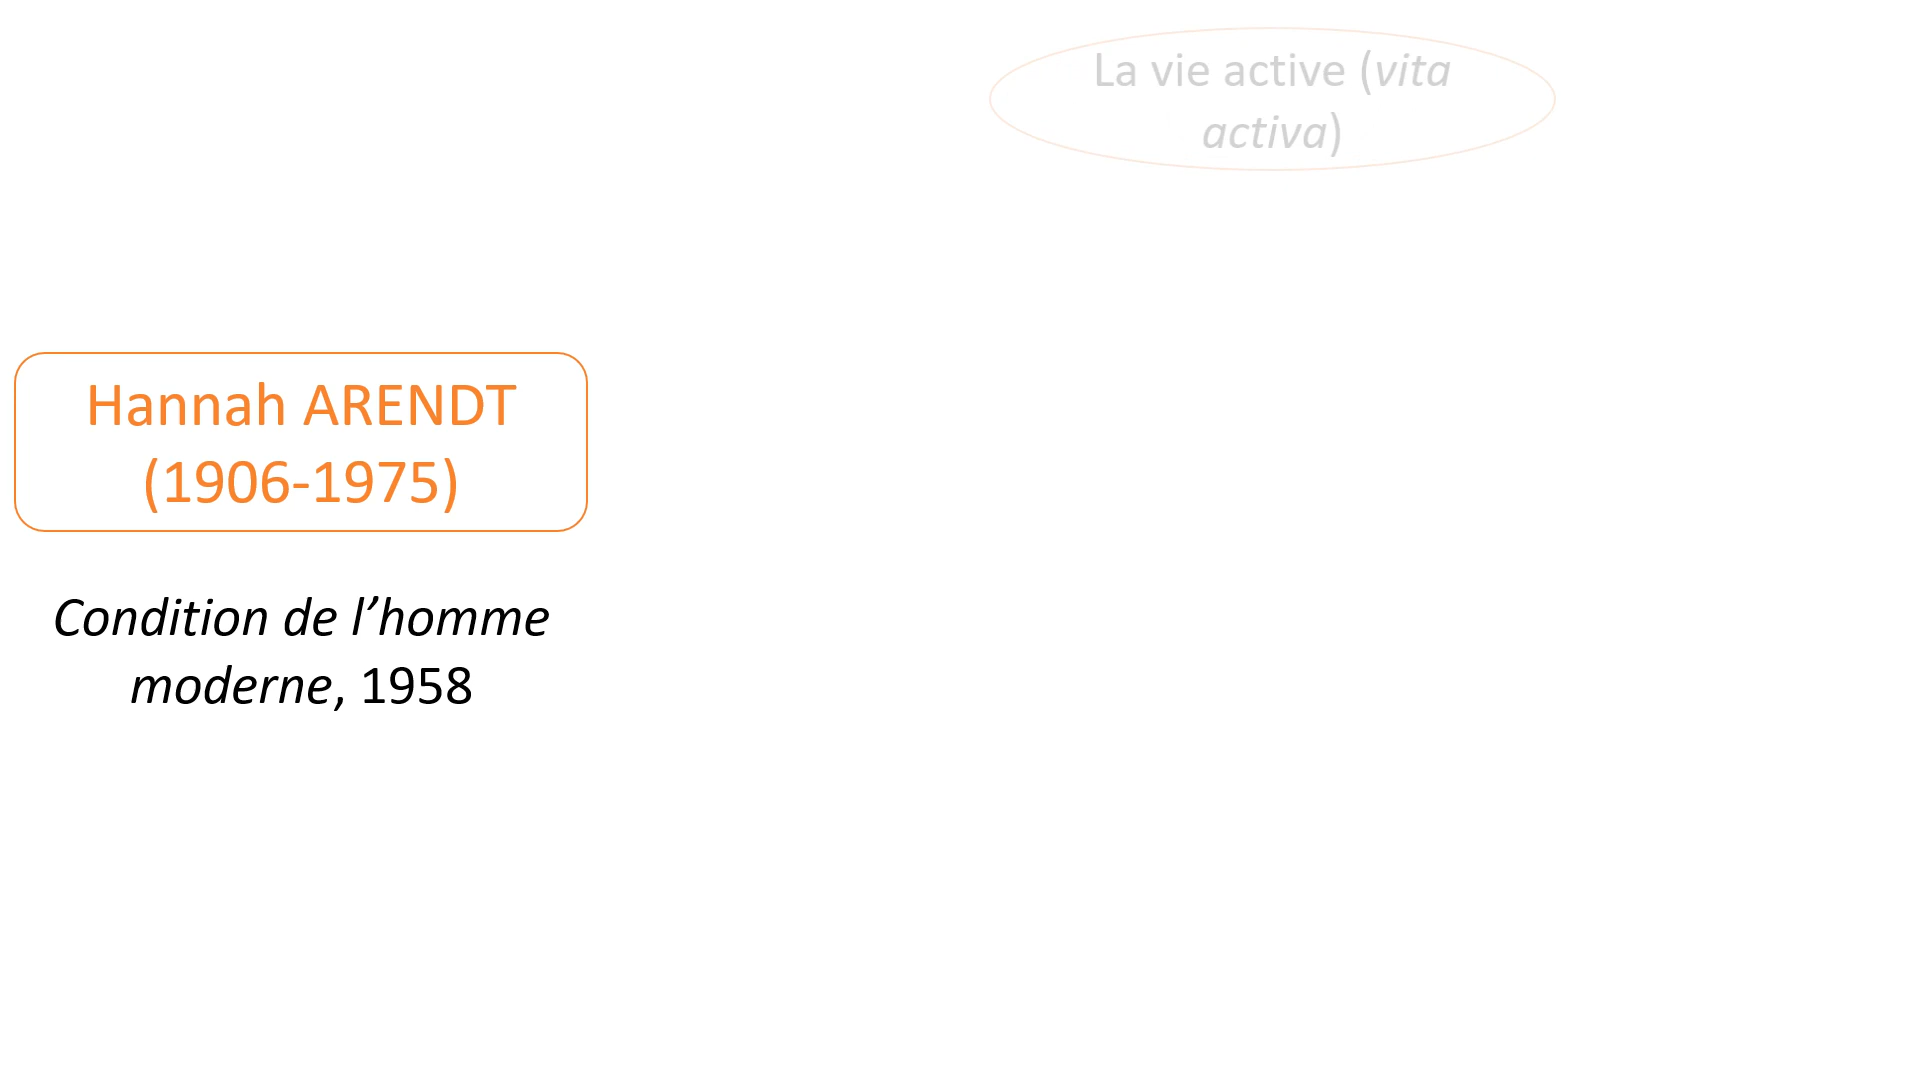 La vie active (vita
activa)
Hannah ARENDT
(1906-1975)
Condition de l’homme
moderne, 1958